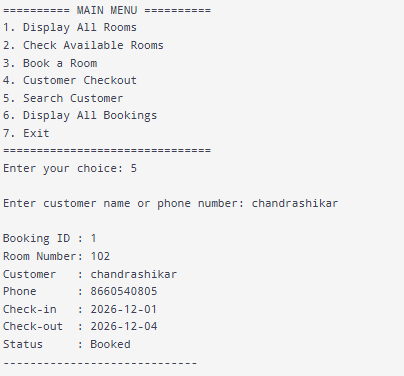 ========== MAIN MENU ==========
1. Display All Rooms
2. Check Available Rooms
3. Book a Room
4. Customer Checkout
5. Search Customer
6. Display All Bookings
7. Exit
===============================
Enter your choice: 5
Enter customer name or phone number: chandrashikar
Booking ID : 1
Room Number: 102
Customer   : chandrashikar
Phone      : 8660540805
Check-in   : 2026-12-01
Check-out  : 2026-12-04
Status     : Booked
-----------------------------